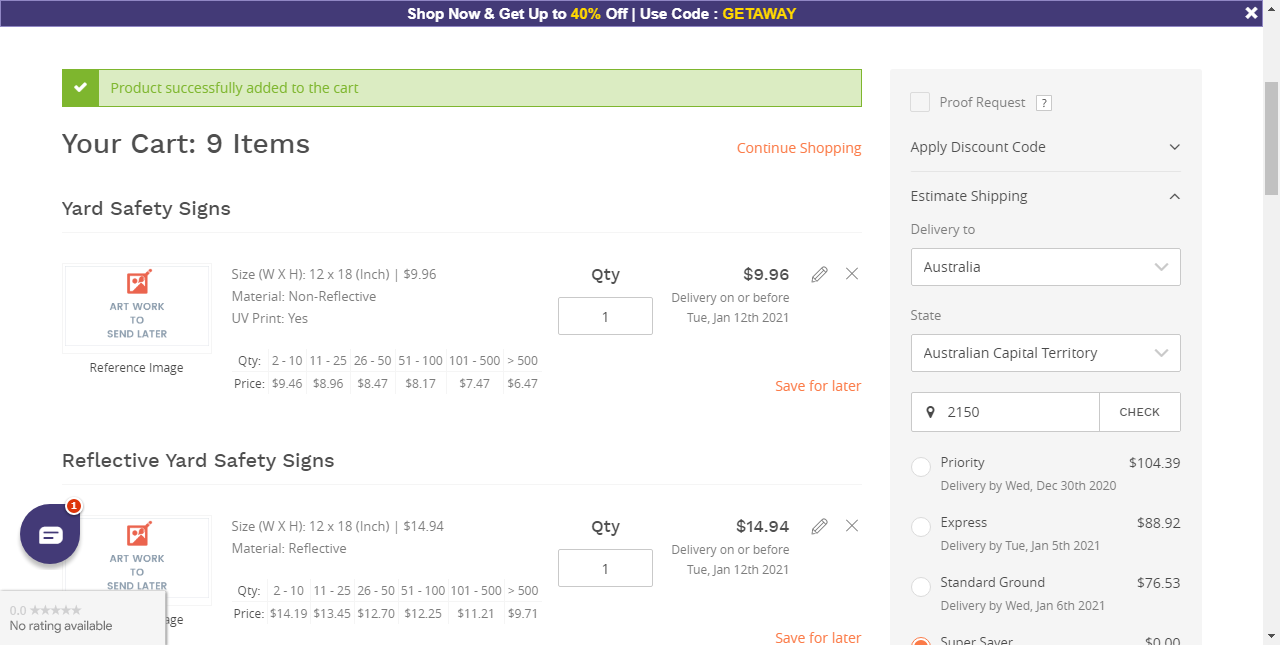 Shop Now & Get Up to 40% Off | Use Code : GETAWAY
Product successfully added to the cart
Your Cart: 9 Items
Continue Shopping
Yard Safety Signs
ART WORK
TO
SEND LATER
Reference Image
Size (W X H): 12 x 18 (Inch) | $9.96
Material: Non-Reflective
UV Print: Yes
Qty
1
$9.96
Delivery on or before
Tue, Jan 12th 2021
Qty: 2 - 10 11 - 25 26 - 50 51 - 100 101 - 500 > 500
Price: $9.46 $8.96 $8.47 $8.17 $7.47 $6.47
Save for later
Reflective Yard Safety Signs
ART WORK
TO
SEND LATER
age
Size (W X H): 12 x 18 (Inch) | $14.94
Material: Reflective
Qty
1
$14.94
Delivery on or before
Tue, Jan 12th 2021
Qty: 2 - 10 11 - 25 26 - 50 51 - 100 101 - 500 > 500
Price: $14.19 $13.45 $12.70 $12.25 $11.21 $9.71
Save for later
1
0.0
No rating available
Proof Request ?
Apply Discount Code
Estimate Shipping
Delivery to
Australia
State
Australian Capital Territory
2150 CHECK
Priority $104.39
Delivery by Wed, Dec 30th 2020
Express $88.92
Delivery by Tue, Jan 5th 2021
Standard Ground $76.53
Delivery by Wed, Jan 6th 2021
Super Saver $0.00